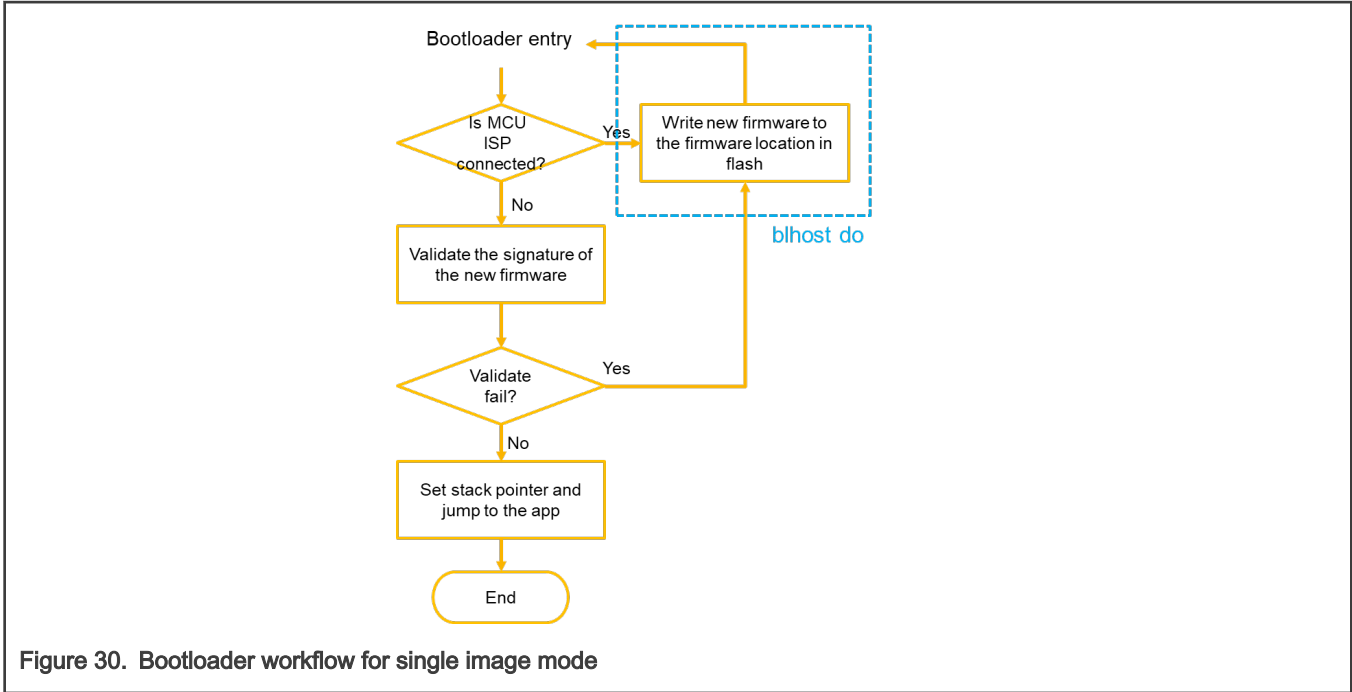 Bootloader entry
Is MCU
ISP
connected?
Yes
Write new firmware to
the firmware location in
flash
No
blhost do
Validate the signature of
the new firmware
Validate
fail?
Yes
No
Set stack pointer and
jump to the app
End
Figure 30. Bootloader workflow for single image mode